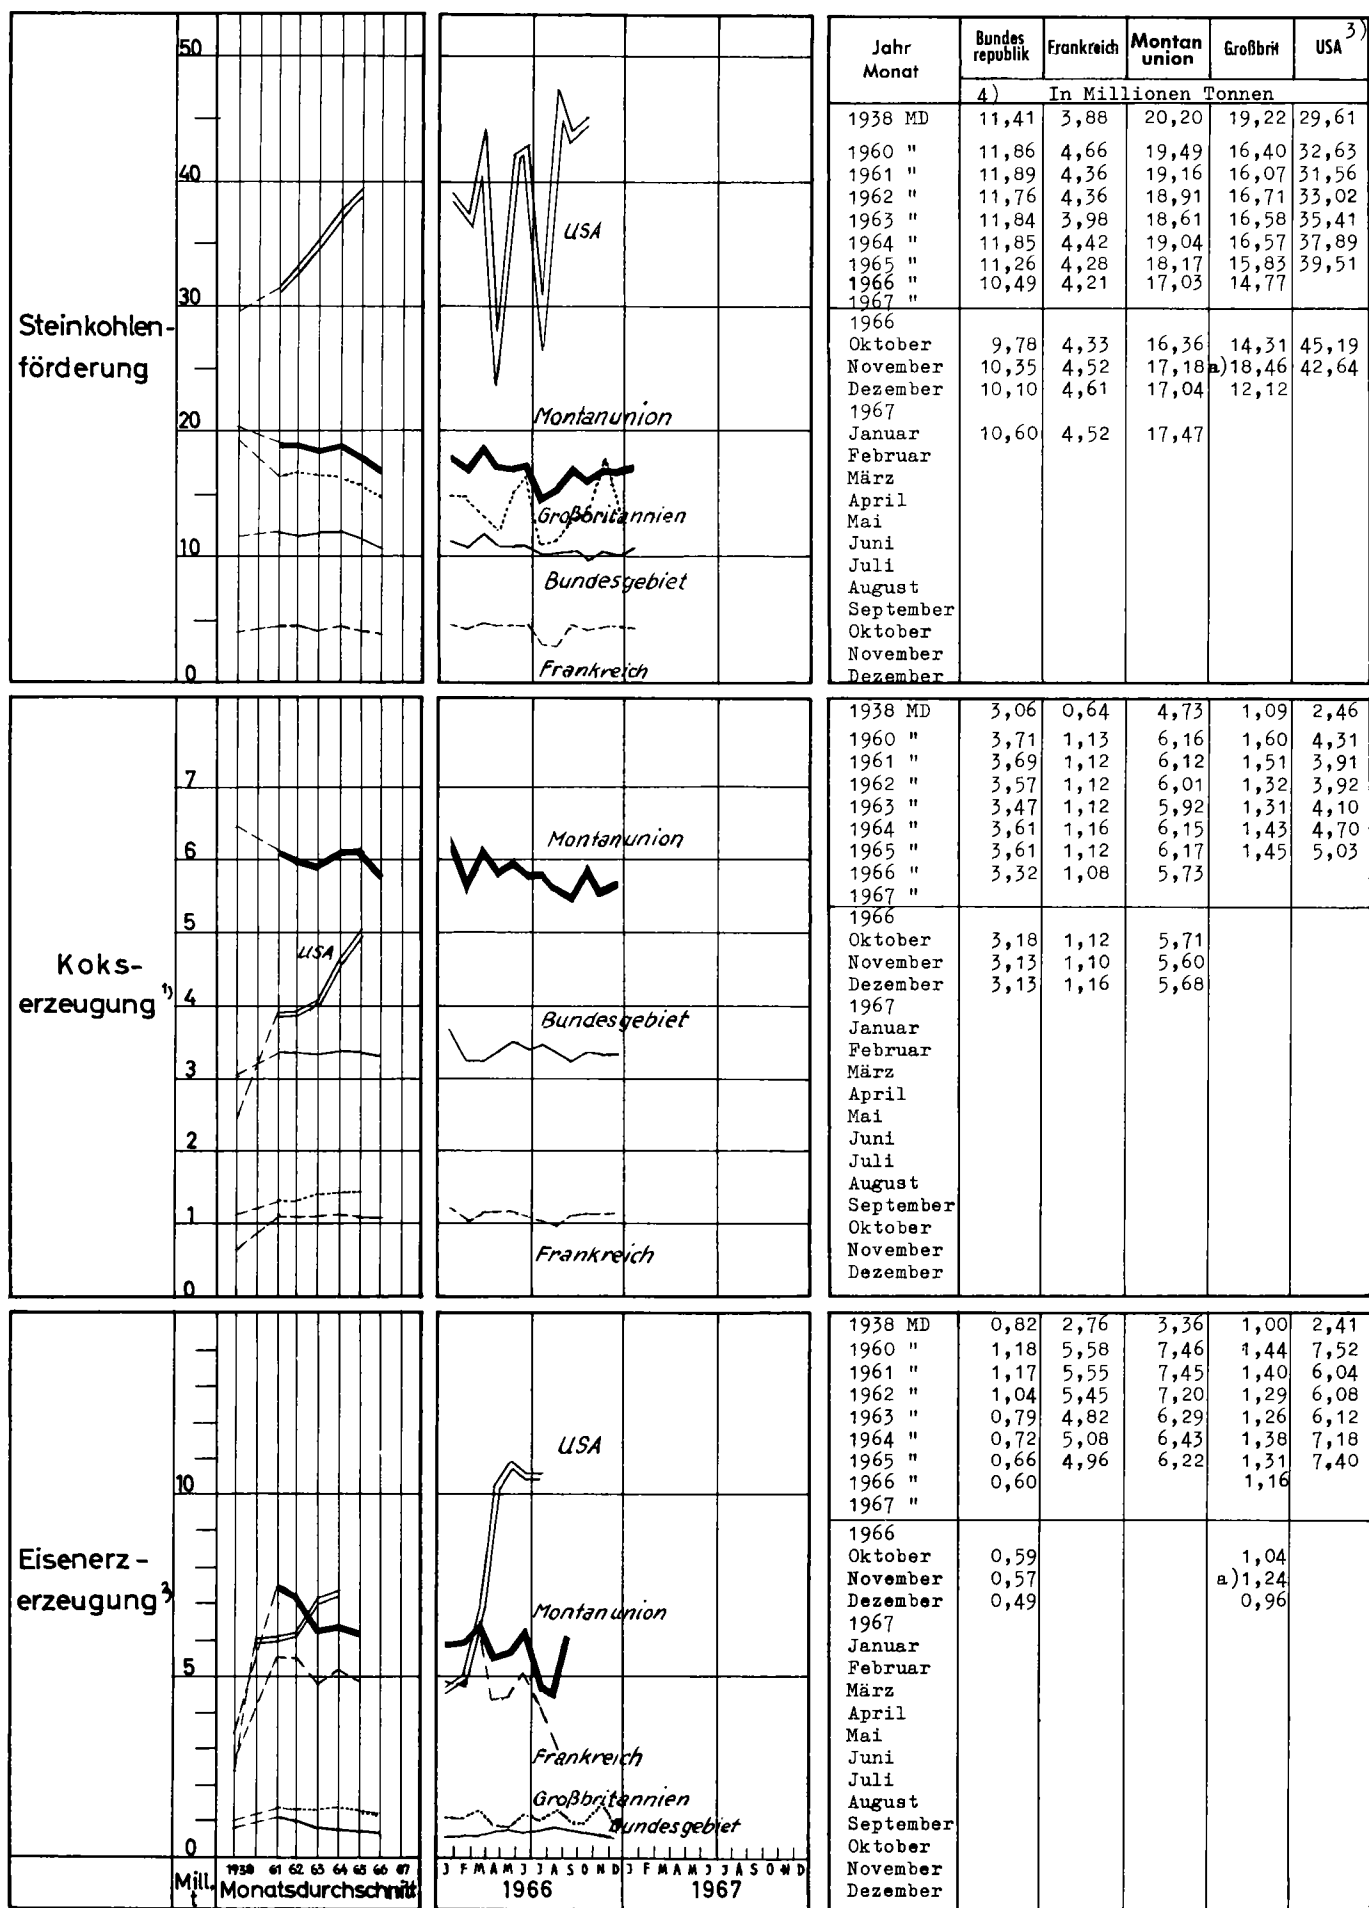 Steinkohlen-
förderung
50
40
30
20
10
0
USA
Montanunion
Großbritannien
Bundesgebiet
Frankreich
Jahr Monat | Bundes republik | Frankreich | Montan union | Großbrit | USA 3)
4) In Millionen Tonnen
1938 MD 11,41 3,88 20,20 19,22 29,61
1960 " 11,86 4,66 19,49 16,40 32,63
1961 " 11,89 4,36 19,16 16,07 31,56
1962 " 11,76 4,36 18,91 16,71 33,02
1963 " 11,84 3,98 18,61 16,58 35,41
1964 " 11,85 4,42 19,04 16,57 37,89
1965 " 11,26 4,28 18,17 15,83 39,51
1966 " 10,49 4,21 17,03 14,77
1967 "
1966
Oktober 9,78 4,33 16,36 14,31 45,19
November 10,35 4,52 17,18 a)18,46 42,64
Dezember 10,10 4,61 17,04 12,12
1967
Januar 10,60 4,52 17,47
Februar
März
April
Mai
Juni
Juli
August
September
Oktober
November
Dezember
Koks-
erzeugung 1)
7
6
5
4
3
2
1
0
USA
Montanunion
Bundesgebiet
Frankreich
1938 MD 3,06 0,64 4,73 1,09 2,46
1960 " 3,71 1,13 6,16 1,60 4,31
1961 " 3,69 1,12 6,12 1,51 3,91
1962 " 3,57 1,12 6,01 1,32 3,92
1963 " 3,47 1,12 5,92 1,31 4,10
1964 " 3,61 1,16 6,15 1,43 4,70
1965 " 3,61 1,12 6,17 1,45 5,03
1966 " 3,32 1,08 5,73
1967 "
1966
Oktober 3,18 1,12 5,71
November 3,13 1,10 5,60
Dezember 3,13 1,16 5,68
1967
Januar
Februar
März
April
Mai
Juni
Juli
August
September
Oktober
November
Dezember
Eisenerz-
erzeugung 2)
10
5
0
USA
Montanunion
Frankreich
Großbritannien
Bundesgebiet
1938 MD 0,82 2,76 3,36 1,00 2,41
1960 " 1,18 5,58 7,46 1,44 7,52
1961 " 1,17 5,55 7,45 1,40 6,04
1962 " 1,04 5,45 7,20 1,29 6,08
1963 " 0,79 4,82 6,29 1,26 6,12
1964 " 0,72 5,08 6,43 1,38 7,18
1965 " 0,66 4,96 6,22 1,31 7,40
1966 " 0,60 1,16
1967 "
1966
Oktober 0,59 1,04
November 0,57 a)1,24
Dezember 0,49 0,96
1967
Januar
Februar
März
April
Mai
Juni
Juli
August
September
Oktober
November
Dezember
Mill. t
1938 61 62 63 64 65 66 67
Monatsdurchschnitt
J F M A M J J A S O N D J F M A M J J A S O N D
1966 1967